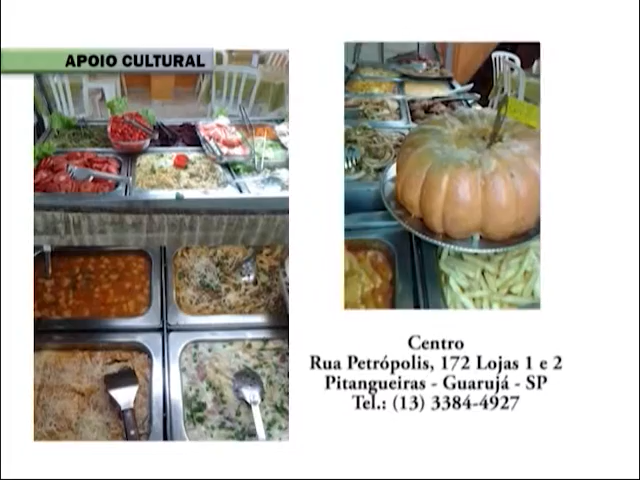 APOIO CULTURAL
Centro
Rua Petrópolis, 172 Lojas 1 e 2
Pitangueiras - Guarujá - SP
Tel.: (13) 3384-4927